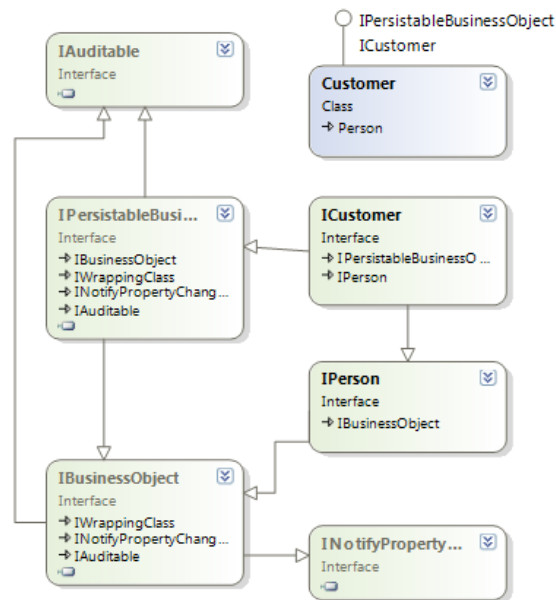 IPersistableBusinessObject
ICustomer
IAuditable
Interface
Customer
Class
Person
IPersistableBusi...
Interface
IBusinessObject
IWrappingClass
INotifyPropertyChang...
IAuditable
ICustomer
Interface
IPersistableBusinessO ...
IPerson
IPerson
Interface
IBusinessObject
IBusinessObject
Interface
IWrappingClass
INotifyPropertyChang...
IAuditable
INotifyProperty...
Interface